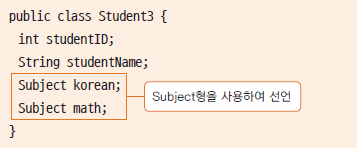 public class Student3 {
int studentID;
String studentName;
Subject korean;
Subject math;
Subject형을 사용하여 선언
}